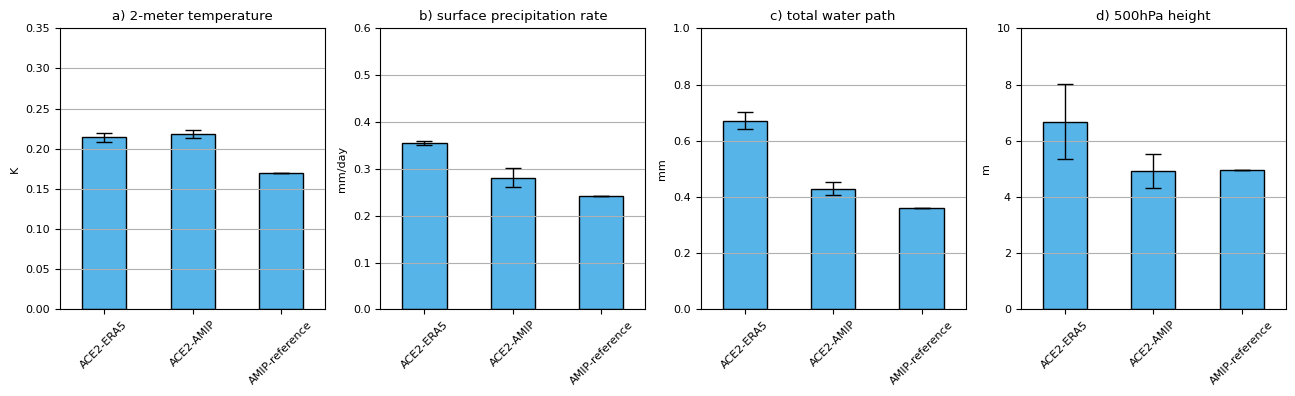 a) 2-meter temperature
K
0.35
0.30
0.25
0.20
0.15
0.10
0.05
0.00
ACE2-ERA5
ACE2-AMIP
AMIP-reference
b) surface precipitation rate
mm/day
0.6
0.5
0.4
0.3
0.2
0.1
0.0
ACE2-ERA5
ACE2-AMIP
AMIP-reference
c) total water path
mm
1.0
0.8
0.6
0.4
0.2
0.0
ACE2-ERA5
ACE2-AMIP
AMIP-reference
d) 500hPa height
m
10
8
6
4
2
0
ACE2-ERA5
ACE2-AMIP
AMIP-reference